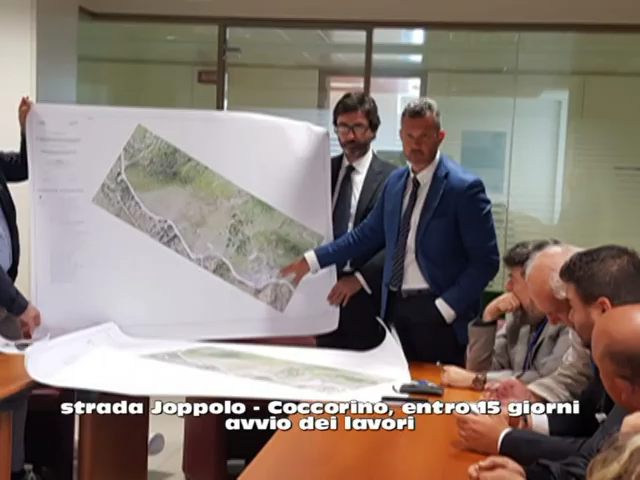 strada Joppolo - Coccorino, entro 15 giorni
avvio dei lavori